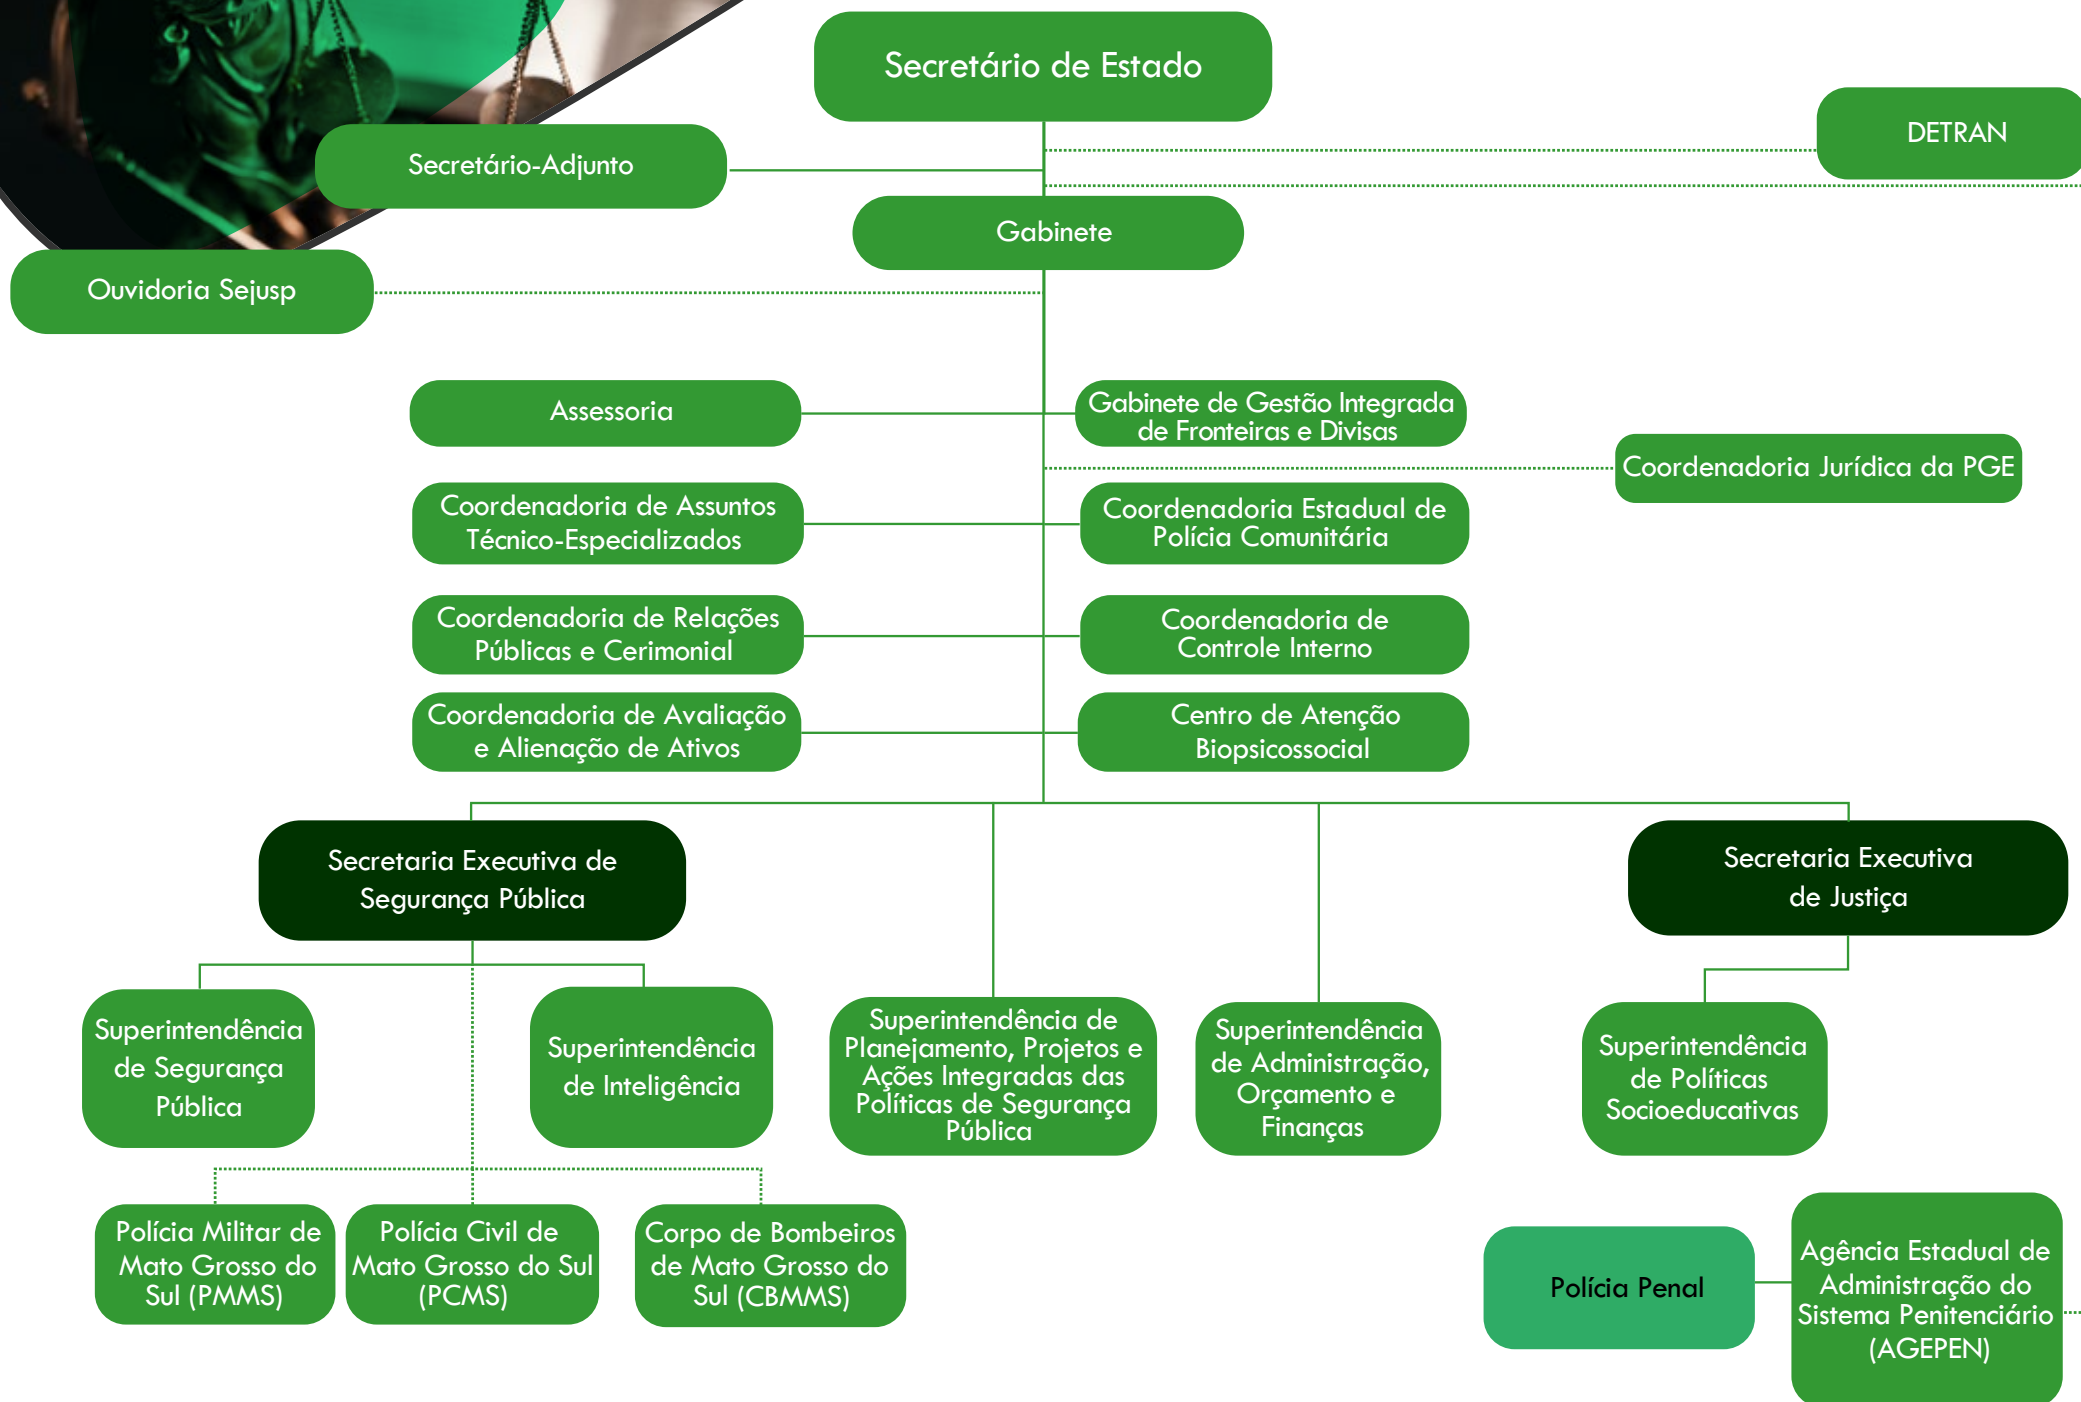 Secretário de Estado
DETRAN
Secretário-Adjunto
Gabinete
Ouvidoria Sejusp
Assessoria
Gabinete de Gestão Integrada
de Fronteiras e Divisas
Coordenadoria Jurídica da PGE
Coordenadoria de Assuntos
Técnico-Especializados
Coordenadoria Estadual de
Polícia Comunitária
Coordenadoria de Relações
Públicas e Cerimonial
Coordenadoria de
Controle Interno
Coordenadoria de Avaliação
e Alienação de Ativos
Centro de Atenção
Biopsicossocial
Secretaria Executiva de
Segurança Pública
Secretaria Executiva
de Justiça
Superintendência
de Segurança
Pública
Superintendência
de Inteligência
Superintendência de
Planejamento, Projetos e
Ações Integradas das
Políticas de Segurança
Pública
Superintendência
de Administração,
Orçamento e
Finanças
Superintendência
de Políticas
Socioeducativas
Polícia Militar de
Mato Grosso do
Sul (PMMS)
Polícia Civil de
Mato Grosso do Sul
(PCMS)
Corpo de Bombeiros
de Mato Grosso do
Sul (CBMMS)
Polícia Penal
Agência Estadual de
Administração do
Sistema Penitenciário
(AGEPEN)